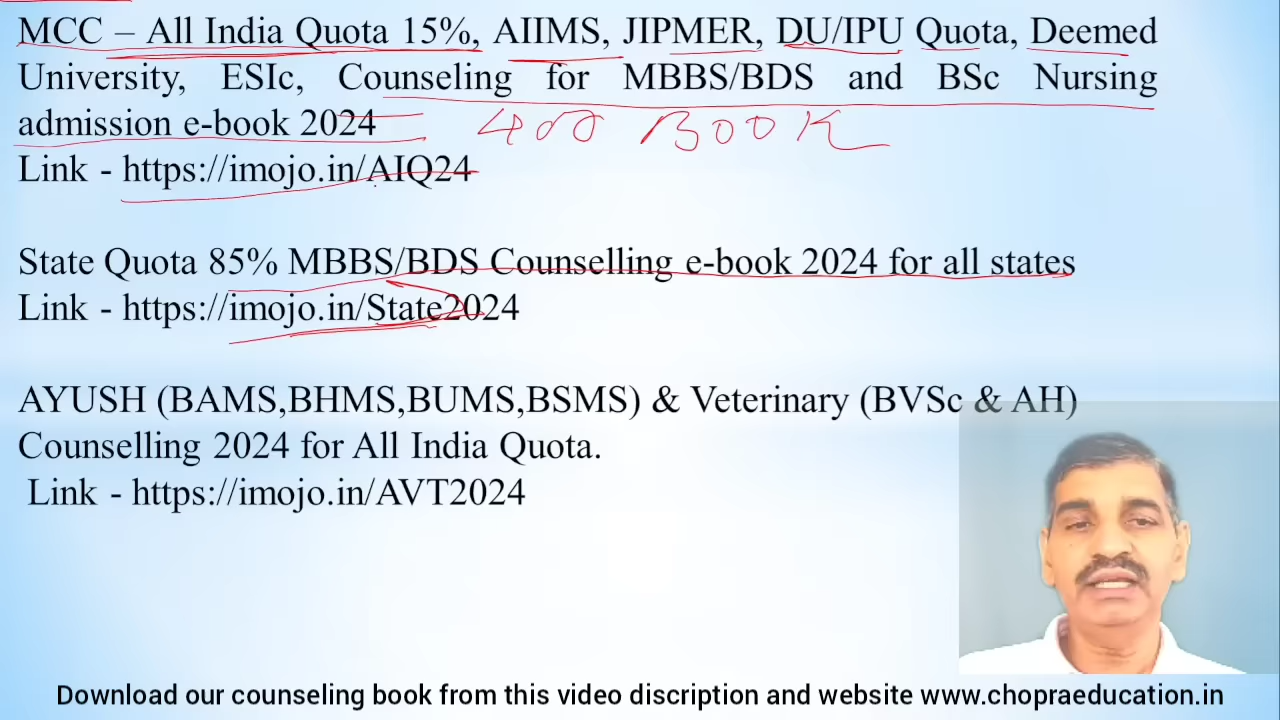 MCC – All India Quota 15%, AIIMS, JIPMER, DU/IPU Quota, Deemed
University, ESIc, Counseling for MBBS/BDS and BSc Nursing
admission e-book 2024 400 BOOK
Link - https://imojo.in/AIQ24
State Quota 85% MBBS/BDS Counselling e-book 2024 for all states
Link - https://imojo.in/State2024
AYUSH (BAMS,BHMS,BUMS,BSMS) & Veterinary (BVSc & AH)
Counselling 2024 for All India Quota.
Link - https://imojo.in/AVT2024
Download our counseling book from this video discription and website www.chopraeducation.in